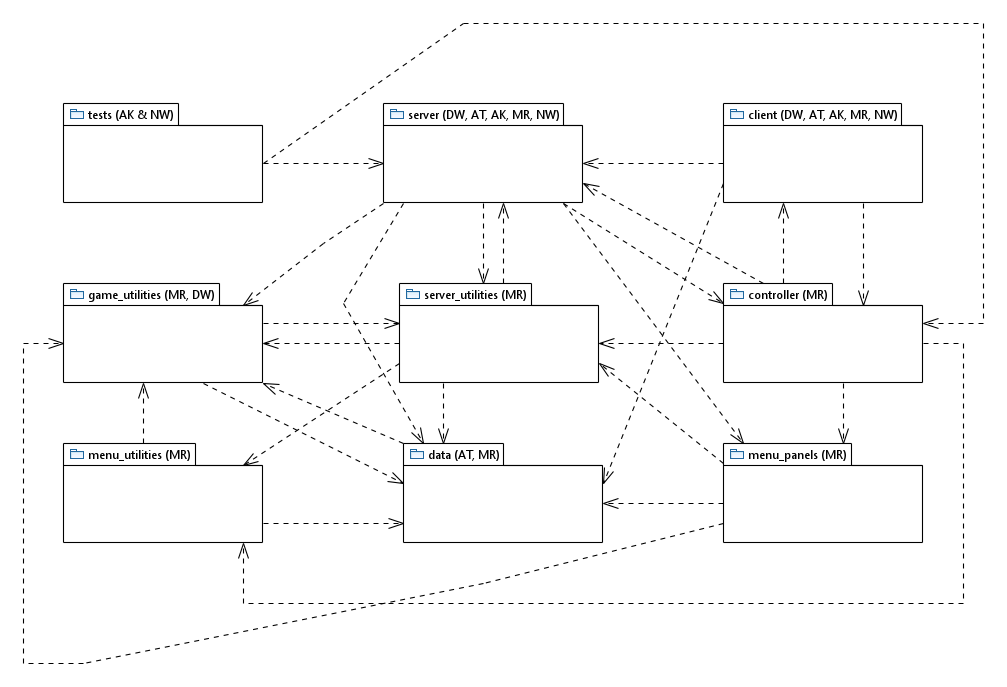 tests (AK & NW)
server (DW, AT, AK, MR, NW)
client (DW, AT, AK, MR, NW)
game_utilities (MR, DW)
server_utilities (MR)
controller (MR)
menu_utilities (MR)
data (AT, MR)
menu_panels (MR)